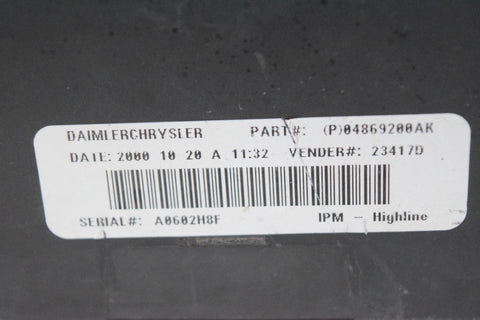 DAIMLERCHRYSLER PART#: (P)04869200AK
DATE: 2000 10 20 A 11:32 VENDER#: 23417D
SERIAL#: A0602H8F IPM - Highline